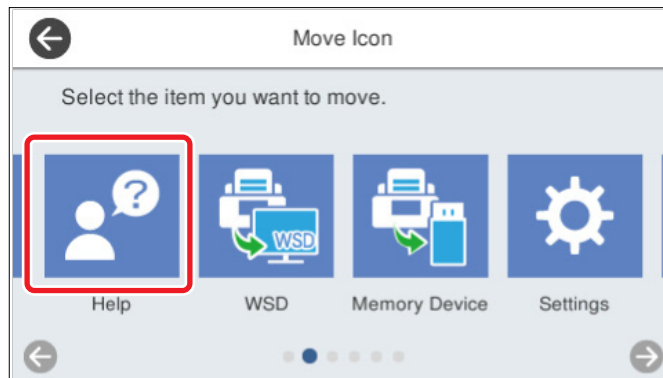 Move Icon
Select the item you want to move.
?
WSD
Help
WSD
Memory Device
Settings